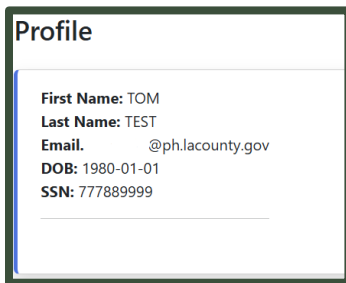 Profile
First Name: TOM
Last Name: TEST
Email. @ph.lacounty.gov
DOB: 1980-01-01
SSN: 777889999